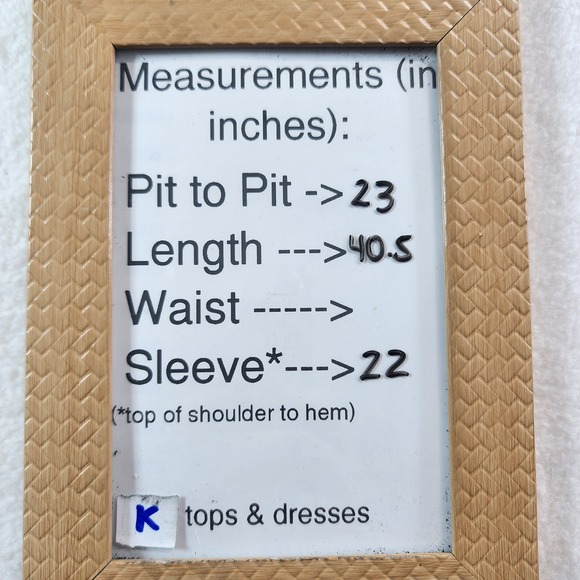 Measurements (in
inches):
Pit to Pit -> 23
Length ---> 40.5
Waist ----->
Sleeve*---> 22
(*top of shoulder to hem)
K tops & dresses